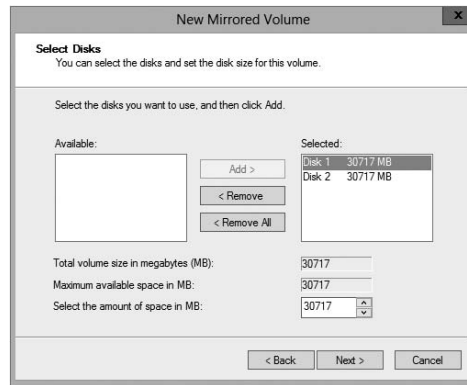 New Mirrored Volume
x
Select Disks
You can select the disks and set the disk size for this volume.
Select the disks you want to use, and then click Add.
Available:
Selected:
Add >
< Remove
< Remove All
Disk 1 30717 MB
Disk 2 30717 MB
Total volume size in megabytes (MB): 30717
Maximum available space in MB: 30717
Select the amount of space in MB: 30717
< Back Next > Cancel